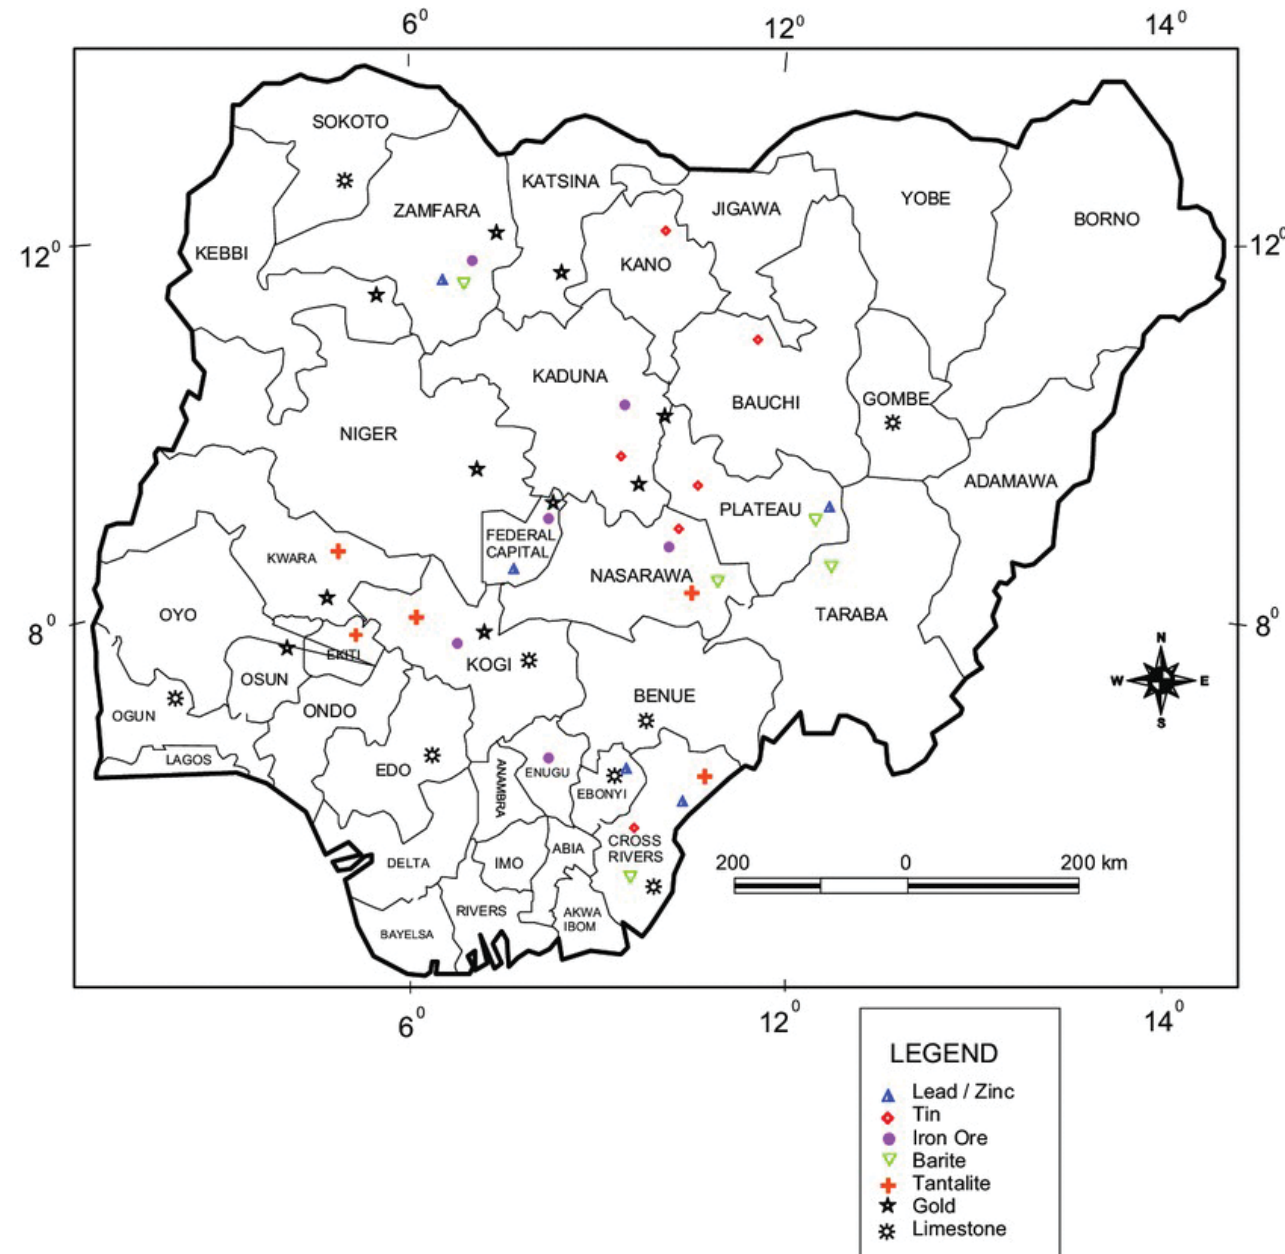 6⁰ 12⁰ 14⁰
SOKOTO
KATSINA
ZAMFARA
JIGAWA
YOBE
BORNO
KEBBI
12⁰
12⁰
KANO
KADUNA
BAUCHI
GOMBE
NIGER
ADAMAWA
PLATEAU
FEDERAL
CAPITAL
KWARA
NASARAWA
OYO
TARABA
8⁰
8⁰
EKITI
KOGI
OSUN
BENUE
OGUN
ONDO
LAGOS
EDO
ANAMBRA
ENUGU
EBONYI
CROSS
RIVERS
DELTA
IMO
ABIA
RIVERS
AKWA
IBOM
BAYELSA
N
W E
S
200 0 200 km
6⁰ 12⁰ 14⁰
LEGEND
Lead / Zinc
Tin
Iron Ore
Barite
Tantalite
Gold
Limestone